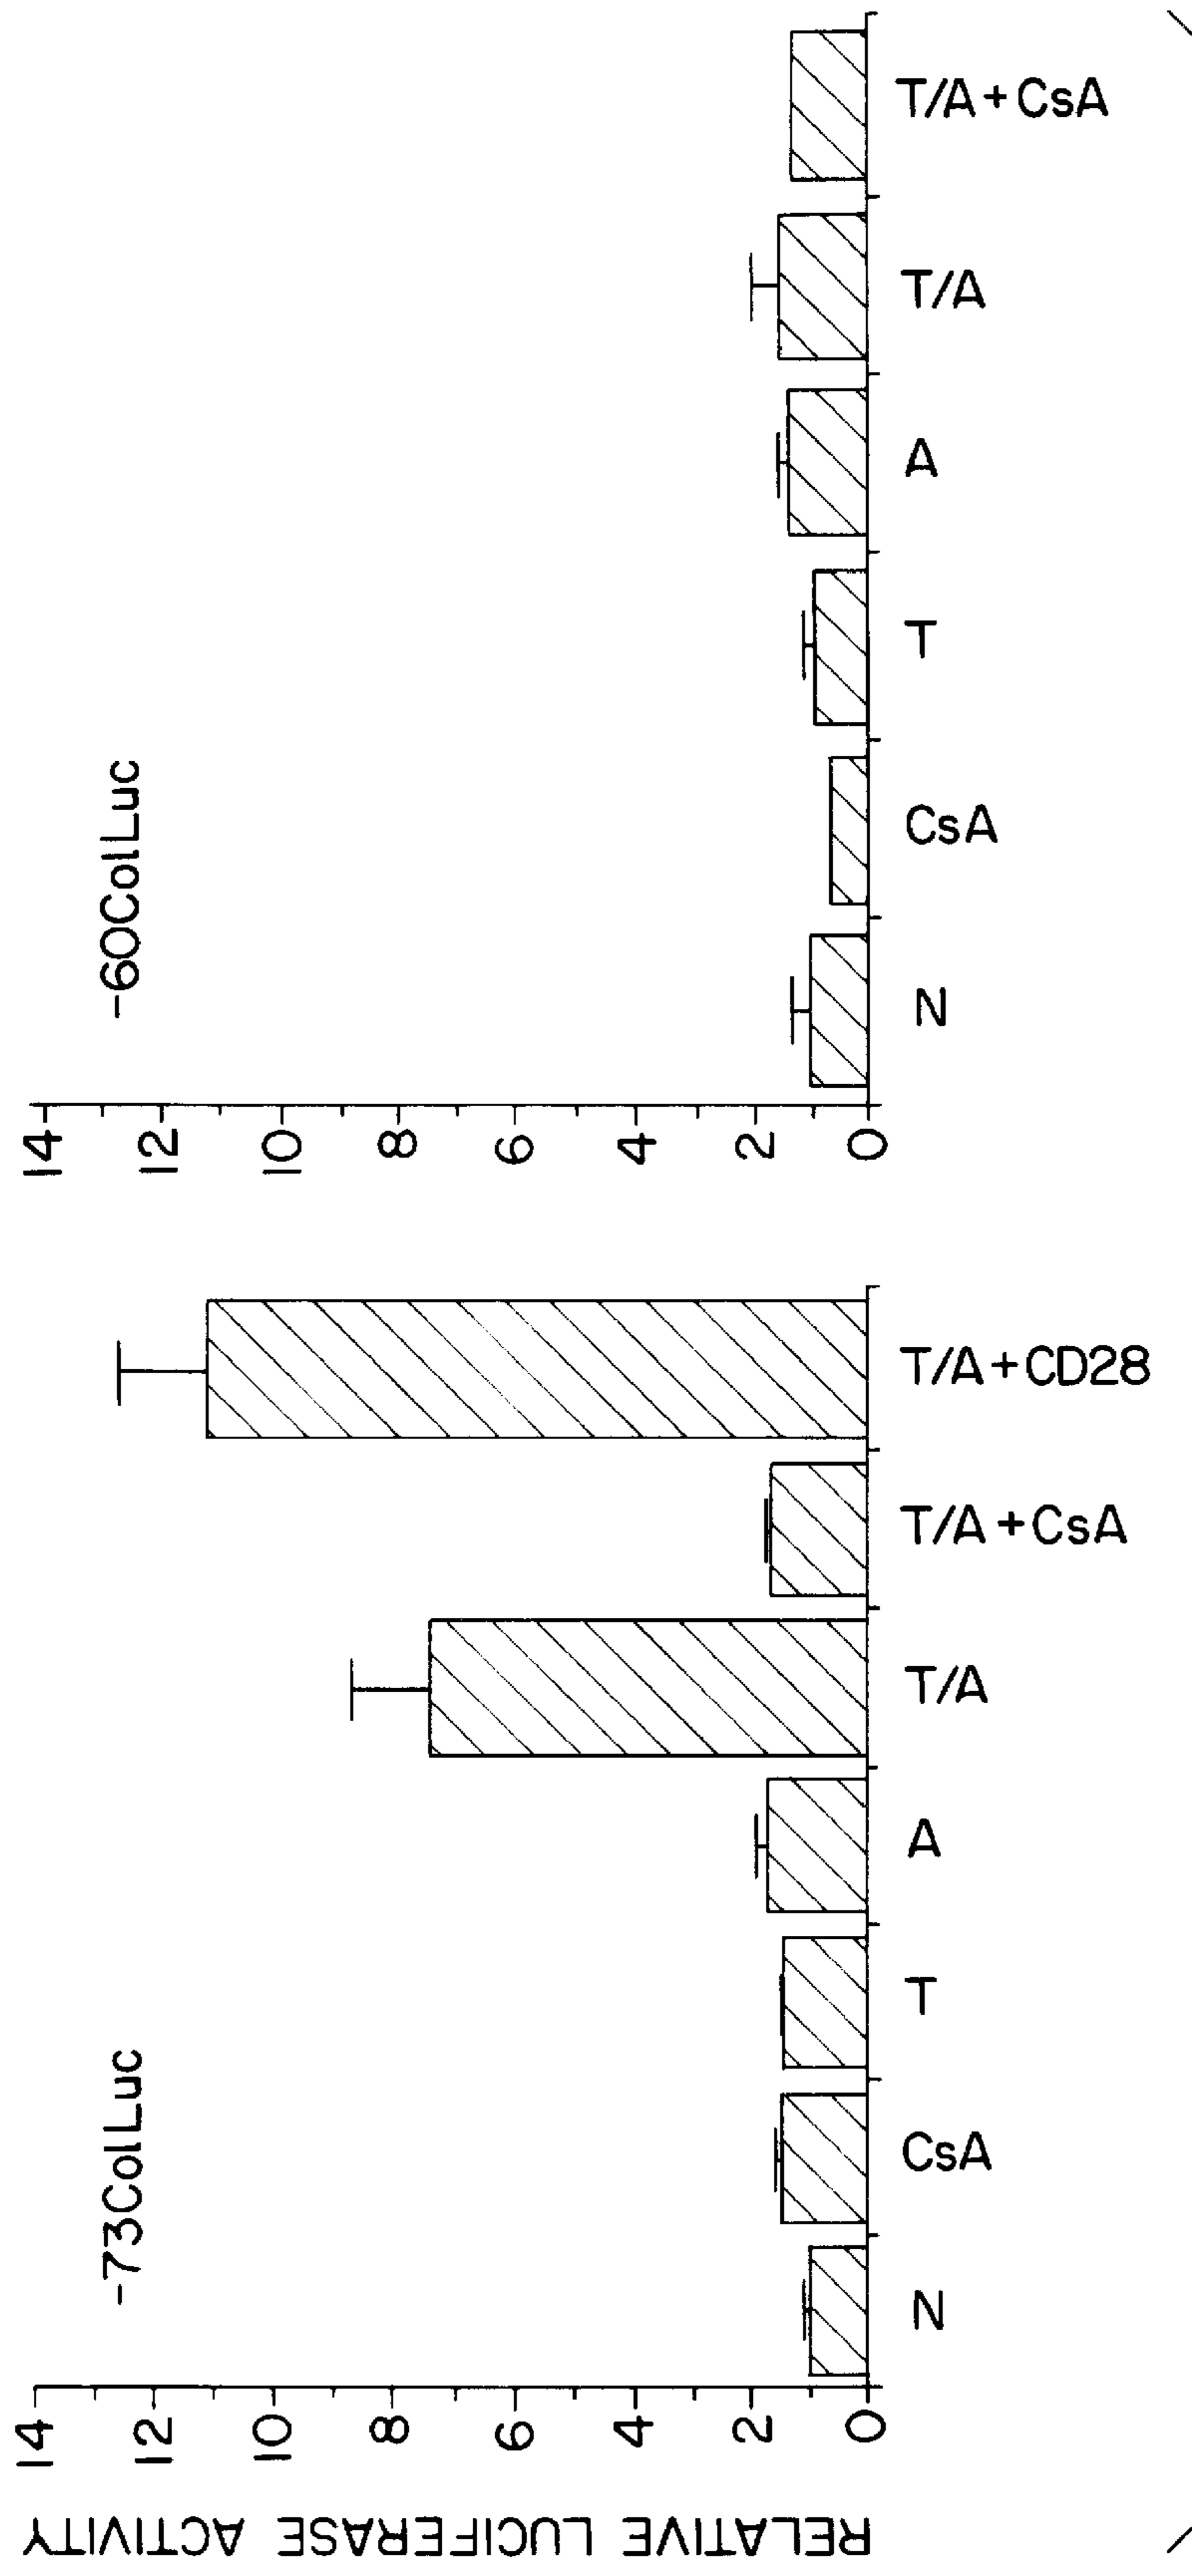 RELATIVE LUCIFERASE ACTIVITY
-73ColLuc
14
12
10
8
6
4
2
0
N
CsA
T
A
T/A
T/A+CsA
T/A+CD28
-60ColLuc
14
12
10
8
6
4
2
0
N
CsA
T
A
T/A
T/A+CsA